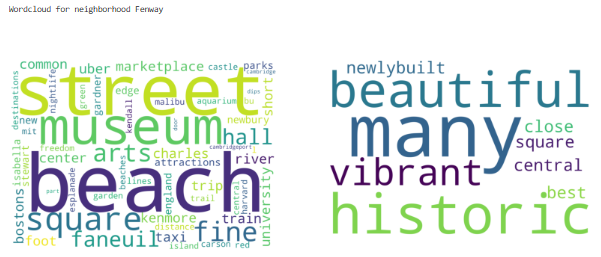 Wordcloud for neighborhood Fenway
common uber marketplace castle parks
cambridge
destinations nightlife green gardner edge
street
malibu aquarium bu short
new
mit
kendall
museum
newbury
hall
door
isabella
stewart
freedom
center arts charles
cambridgeport
attractions
river
beach
esplanade
beaches
lines
garden
england
trip
trail
central
harvard
university
part
bostons
square
kenmore
train
distance
fine
foot faneuil taxi
island carson red
newlybuilt
beautiful
many
close
square
vibrant central
best
historic